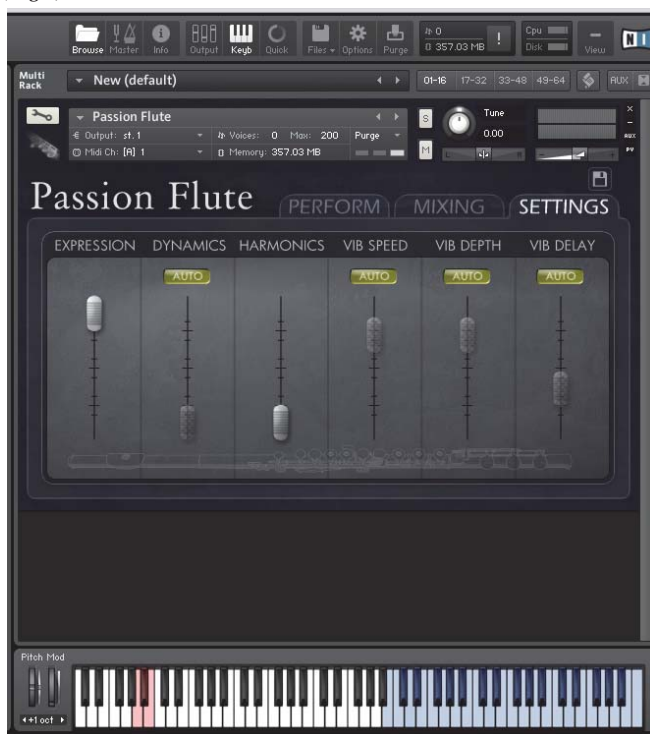 Browse Master Info Output Keyb Quick Files Options Purge
0
357.03 MB
!
Cpu
Disk
View
Multi Rack
New (default)
01-16 17-32 33-48 49-64
AUX
Passion Flute
Output: st. 1 Voices: 0 Max: 200 Purge
Midi Ch: [A] 1 Memory: 357.03 MB
S
M
Tune
0.00
L R
AUX
PV
Passion Flute PERFORM MIXING SETTINGS
EXPRESSION DYNAMICS HARMONICS VIB SPEED VIB DEPTH VIB DELAY
AUTO AUTO AUTO AUTO
Pitch Mod
+1 oct